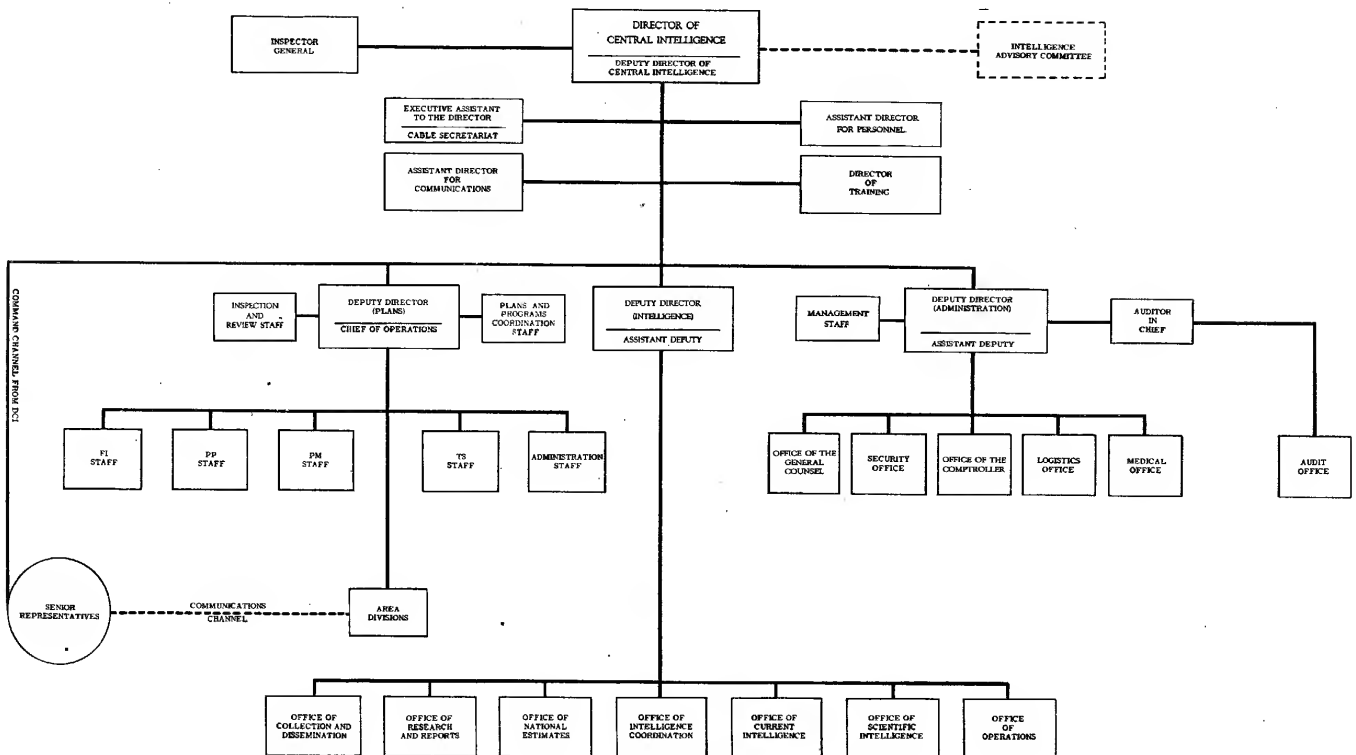 DIRECTOR OF
CENTRAL INTELLIGENCE
DEPUTY DIRECTOR OF
CENTRAL INTELLIGENCE
INSPECTOR
GENERAL
INTELLIGENCE
ADVISORY COMMITTEE
EXECUTIVE ASSISTANT
TO THE DIRECTOR
CABLE SECRETARIAT
ASSISTANT DIRECTOR
FOR PERSONNEL
ASSISTANT DIRECTOR
FOR
COMMUNICATIONS
DIRECTOR
OF
TRAINING
COMMAND CHANNEL FROM DCI
INSPECTION
AND
REVIEW STAFF
DEPUTY DIRECTOR
(PLANS)
CHIEF OF OPERATIONS
PLANS AND
PROGRAMS
COORDINATION
STAFF
DEPUTY DIRECTOR
(INTELLIGENCE)
ASSISTANT DEPUTY
MANAGEMENT
STAFF
DEPUTY DIRECTOR
(ADMINISTRATION)
ASSISTANT DEPUTY
AUDITOR
IN
CHIEF
FI
STAFF
PP
STAFF
PM
STAFF
TS
STAFF
ADMINISTRATION
STAFF
OFFICE OF THE
GENERAL
COUNSEL
SECURITY
OFFICE
OFFICE OF THE
COMPTROLLER
LOGISTICS
OFFICE
MEDICAL
OFFICE
AUDIT
OFFICE
SENIOR
REPRESENTATIVES
COMMUNICATIONS
CHANNEL
AREA
DIVISIONS
OFFICE OF
COLLECTION AND
DISSEMINATION
OFFICE OF
RESEARCH
AND REPORTS
OFFICE OF
NATIONAL
ESTIMATES
OFFICE OF
INTELLIGENCE
COORDINATION
OFFICE OF
CURRENT
INTELLIGENCE
OFFICE OF
SCIENTIFIC
INTELLIGENCE
OFFICE
OF
OPERATIONS